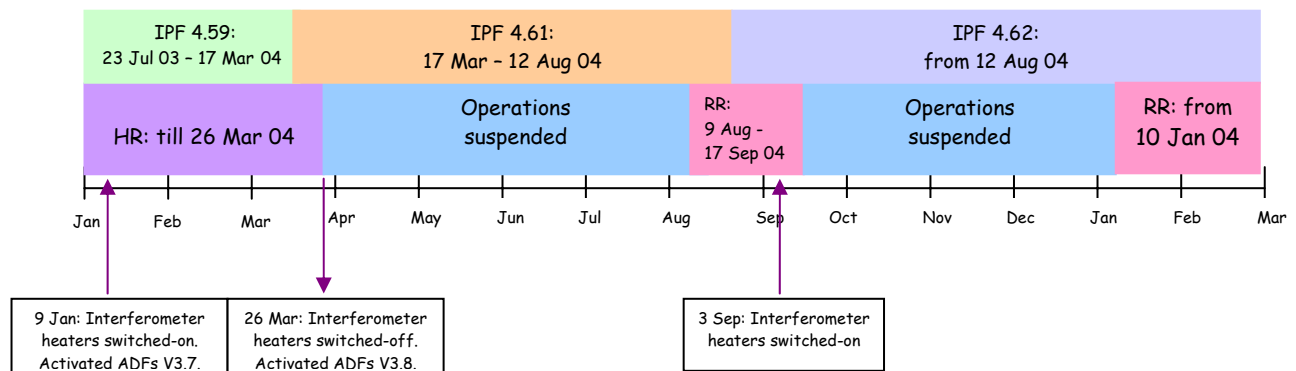 IPF 4.59:
23 Jul 03 – 17 Mar 04
IPF 4.61:
17 Mar – 12 Aug 04
IPF 4.62:
from 12 Aug 04
HR: till 26 Mar 04
Operations
suspended
RR:
9 Aug -
17 Sep 04
Operations
suspended
RR: from
10 Jan 04
Jan
Feb
Mar
Apr
May
Jun
Jul
Aug
Sep
Oct
Nov
Dec
Jan
Feb
Mar
9 Jan: Interferometer
heaters switched-on.
Activated ADFs V3.7.
26 Mar: Interferometer
heaters switched-off.
Activated ADFs V3.8.
3 Sep: Interferometer
heaters switched-on